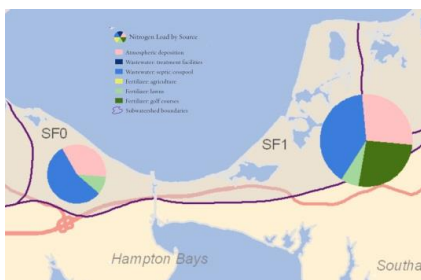 Nitrogen Load by Source
Atmospheric deposition
Wastewater: treatment facilities
Wastewater: septic/cesspool
Fertilizer: agriculture
Fertilizer: lawns
Fertilizer: golf courses
Subwatershed boundaries
SF0
SF1
Hampton Bays
Southa